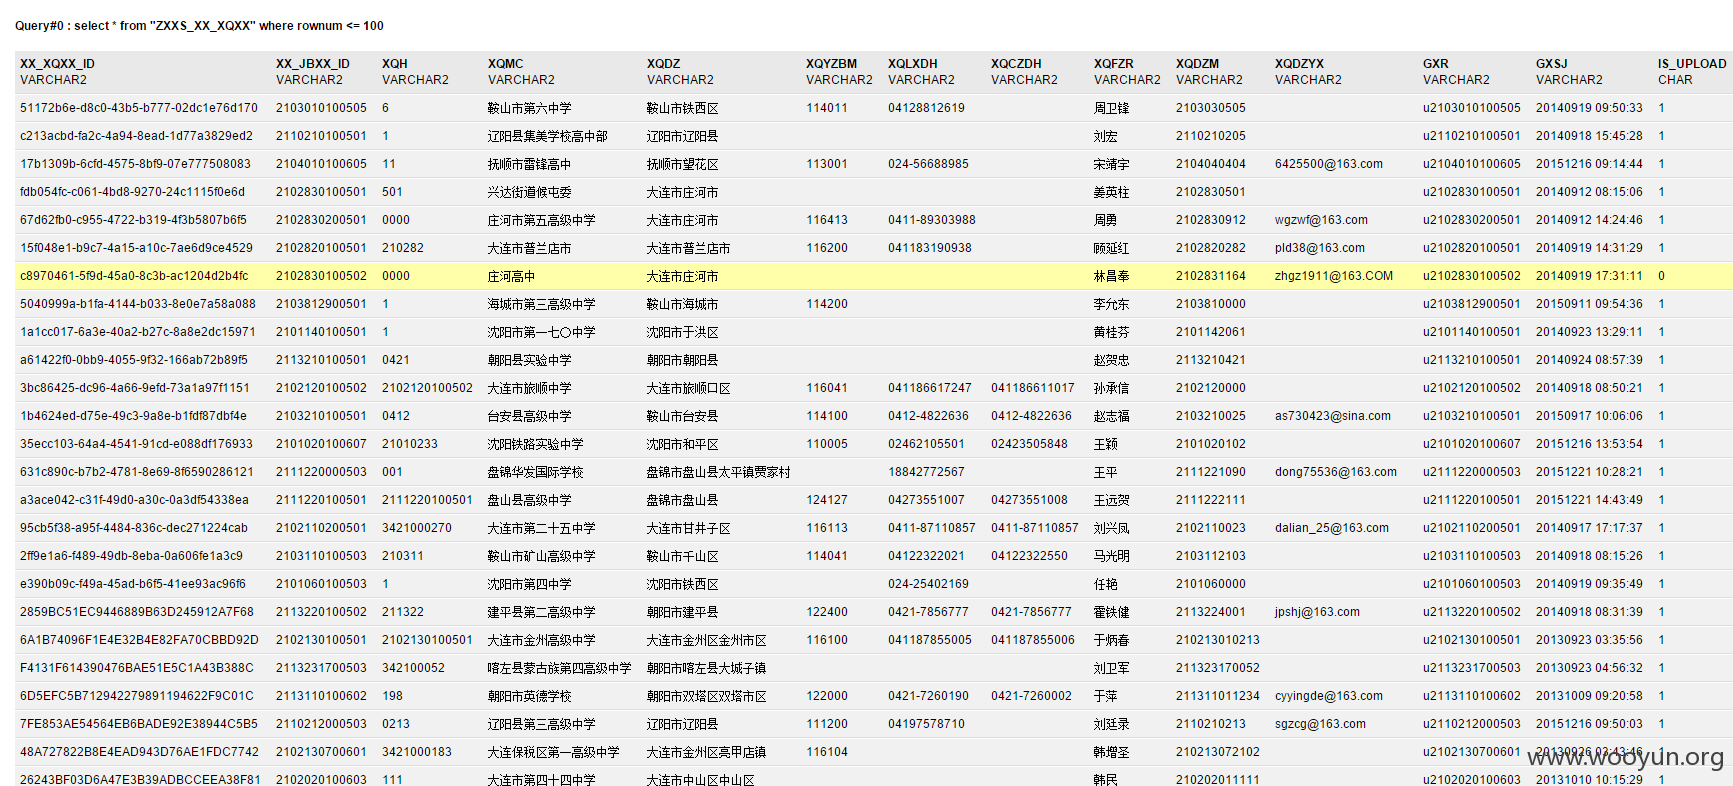 Query#0 : select * from "ZXXS_XX_XQXX" where rownum <= 100
XX_XQXX_ID XX_JBXX_ID XQH XQMC XQDZ XQYZBM XQLXDH XQCZDH XQFZR XQDZM XQDZYX GXR GXSJ IS_UPLOAD
VARCHAR2 VARCHAR2 VARCHAR2 VARCHAR2 VARCHAR2 VARCHAR2 VARCHAR2 VARCHAR2 VARCHAR2 VARCHAR2 VARCHAR2 VARCHAR2 VARCHAR2 CHAR
51172b6e-d8c0-43b5-b777-02dc1e76d170 2103010100505 6 鞍山市第六中学 鞍山市铁西区 114011 04128812619 周卫锋 2103030505 u2103010100505 20140919 09:50:33 1
c213acbd-fa2c-4a94-8ead-1d77a3829ed2 2110210100501 1 辽阳县集美学校高中部 辽阳市辽阳县 刘宏 2110210205 u2110210100501 20140918 15:45:28 1
17b1309b-6cfd-4575-8bf9-07e777508083 2104010100605 11 抚顺市雷锋高中 抚顺市望花区 113001 024-56688985 宋靖宇 2104040404 6425500@163.com u2104010100605 20151216 09:14:44 1
fdb054fc-c061-4bd8-9270-24c1115f0e6d 2102830100501 501 兴达街道候屯委 大连市庄河市 姜英柱 2102830501 u2102830100501 20140912 08:15:06 1
67d62fb0-c955-4722-b319-4f3b5807b6f5 2102830200501 0000 庄河市第五高级中学 大连市庄河市 116413 0411-89303988 周勇 2102830912 wgzwf@163.com u2102830200501 20140912 14:24:46 1
15f048e1-b9c7-4a15-a10c-7ae6d9ce4529 2102820100501 210282 大连市普兰店市 大连市普兰店市 116200 041183190938 顾延红 2102820282 pld38@163.com u2102820100501 20140919 14:31:29 1
c8970461-5f9d-45a0-8c3b-ac1204d2b4fc 2102830100502 0000 庄河高中 大连市庄河市 林昌奉 2102831164 zhgz1911@163.COM u2102830100502 20140919 17:31:11 0
5040999a-b1fa-4144-b033-8e0e7a58a088 2103812900501 1 海城市第三高级中学 鞍山市海城市 114200 李允东 2103810000 u2103812900501 20150911 09:54:36 1
1a1cc017-6a3e-40a2-b27c-8a8e2dc15971 2101140100501 1 沈阳市第一七〇中学 沈阳市于洪区 黄桂芬 2101142061 u2101140100501 20140923 13:29:11 1
a61422f0-0bb9-4055-9f32-166ab72b89f5 2113210100501 0421 朝阳县实验中学 朝阳市朝阳县 赵贺忠 2113210421 u2113210100501 20140924 08:57:39 1
3bc86425-dc96-4a66-9efd-73a1a97f1151 2102120100502 2102120100502 大连市旅顺中学 大连市旅顺口区 116041 041186617247 041186611017 孙承信 2102120000 u2102120100502 20140918 08:50:21 1
1b4624ed-d75e-49c3-9a8e-b1fdf87dbf4e 2103210100501 0412 台安县高级中学 鞍山市台安县 114100 0412-4822636 0412-4822636 赵志福 2103210025 as730423@sina.com u2103210100501 20150917 10:06:06 1
35ecc103-64a4-4541-91cd-e088df176933 2101020100607 21010233 沈阳铁路实验中学 沈阳市和平区 110005 02462105501 02423505848 王颖 2101020102 u2101020100607 20151216 13:53:54 1
631c890c-b7b2-4781-8e69-8f6590286121 2111220000503 001 盘锦华发国际学校 盘锦市盘山县太平镇贾家村 18842772567 王平 2111221090 dong75536@163.com u2111220000503 20151221 10:28:21 1
a3ace042-c31f-49d0-a30c-0a3df54338ea 2111220100501 2111220100501 盘山县高级中学 盘锦市盘山县 124127 04273551007 04273551008 王远贺 2111222111 u2111220100501 20151221 14:43:49 1
95cb5f38-a95f-4484-836c-dec271224cab 2102110200501 3421000270 大连市第二十五中学 大连市甘井子区 116113 0411-87110857 0411-87110857 刘兴凤 2102110023 dalian_25@163.com u2102110200501 20140917 17:17:37 1
2ff9e1a6-f489-49db-8eba-0a606fe1a3c9 2103110100503 210311 鞍山市矿山高级中学 鞍山市千山区 114041 04122322021 04122322550 马光明 2103112103 u2103110100503 20140918 08:15:26 1
e390b09c-f49a-45ad-b6f5-41ee93ac96f6 2101060100503 1 沈阳市第四中学 沈阳市铁西区 024-25402169 任艳 2101060000 u2101060100503 20140919 09:35:49 1
2859BC51EC9446889B63D245912A7F68 2113220100502 211322 建平县第二高级中学 朝阳市建平县 122400 0421-7856777 0421-7856777 霍铁健 2113224001 jpshj@163.com u2113220100502 20140918 08:31:39 1
6A1B74096F1E4E32B4E82FA70CBBD92D 2102130100501 2102130100501 大连市金州高级中学 大连市金州区金州市区 116100 041187855005 041187855006 于炳春 210213010213 u2102130100501 20130923 03:35:56 1
F4131F614390476BAE51E5C1A43B388C 2113231700503 342100052 喀左县蒙古族第四高级中学 朝阳市喀左县大城子镇 刘卫军 211323170052 u2113231700503 20130923 04:56:32 1
6D5EFC5B712942279891194622F9C01C 2113110100602 198 朝阳市英德学校 朝阳市双塔区双塔市区 122000 0421-7260190 0421-7260002 于萍 211311011234 cyyingde@163.com u2113110100602 20131009 09:20:58 1
7FE853AE54564EB6BADE92E38944C5B5 2110212000503 0213 辽阳县第三高级中学 辽阳市辽阳县 111200 04197578710 刘廷录 2110210213 sgzcg@163.com u2110212000503 20151216 09:50:03 1
48A727822B8E4EAD943D76AE1FDC7742 2102130700601 3421000183 大连保税区第一高级中学 大连市金州区亮甲店镇 116104 韩增圣 210213072102 u2102130700601 20130926 03:43:46 1
www.wooyun.org
26243BF03D6A47E3B39ADBCCEEA38F81 2102020100603 111 大连市第四十四中学 大连市中山区中山区 韩民 210202011111 u2102020100603 20131010 10:15:29 1